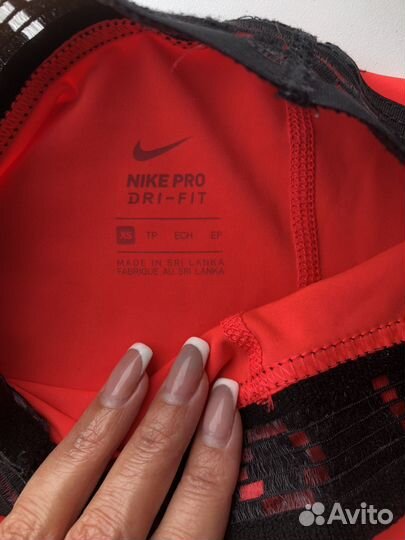 NIKE PRO
DRI-FIT
XS TP ECH EP
MADE IN SRI LANKA
FABRIQUE AU SRI LANKA
Avito